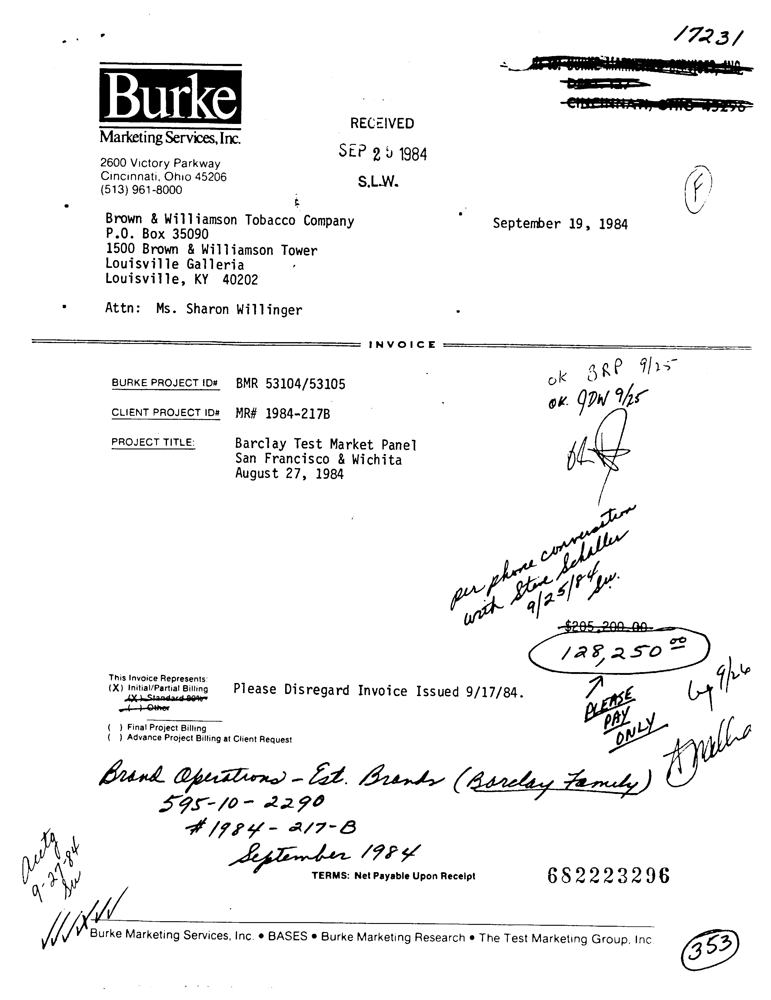 17231
CINCINNATI, OHIO 45296
Burke
Marketing Services, Inc.
2600 Victory Parkway
Cincinnati, Ohio 45206
(513) 961-8000
RECEIVED
SEP 25 1984
S.L.W.
F
Brown & Williamson Tobacco Company
P.O. Box 35090
1500 Brown & Williamson Tower
Louisville Galleria
Louisville, KY 40202
September 19, 1984
Attn: Ms. Sharon Willinger
INVOICE
BURKE PROJECT ID# BMR 53104/53105
CLIENT PROJECT ID# MR# 1984-217B
PROJECT TITLE: Barclay Test Market Panel
San Francisco & Wichita
August 27, 1984
ok BRP 9/25
OK. JDW 9/25
ok
per phone conversation
with Steve Schaller
9/25/84 Sw.
$205,200.00
128,250 00
PLEASE
PAY
ONLY
9/26
This Invoice Represents:
(X) Initial/Partial Billing
(X) Standard 80%
( ) Other
Please Disregard Invoice Issued 9/17/84.
( ) Final Project Billing
( ) Advance Project Billing at Client Request
Brand Operations - Est. Brands (Barclay Family)
595-10-2290
#1984-217-B
September 1984
acctg
9-27-84
Sw
TERMS: Net Payable Upon Receipt
682223296
Burke Marketing Services, Inc. • BASES • Burke Marketing Research • The Test Marketing Group, Inc
353